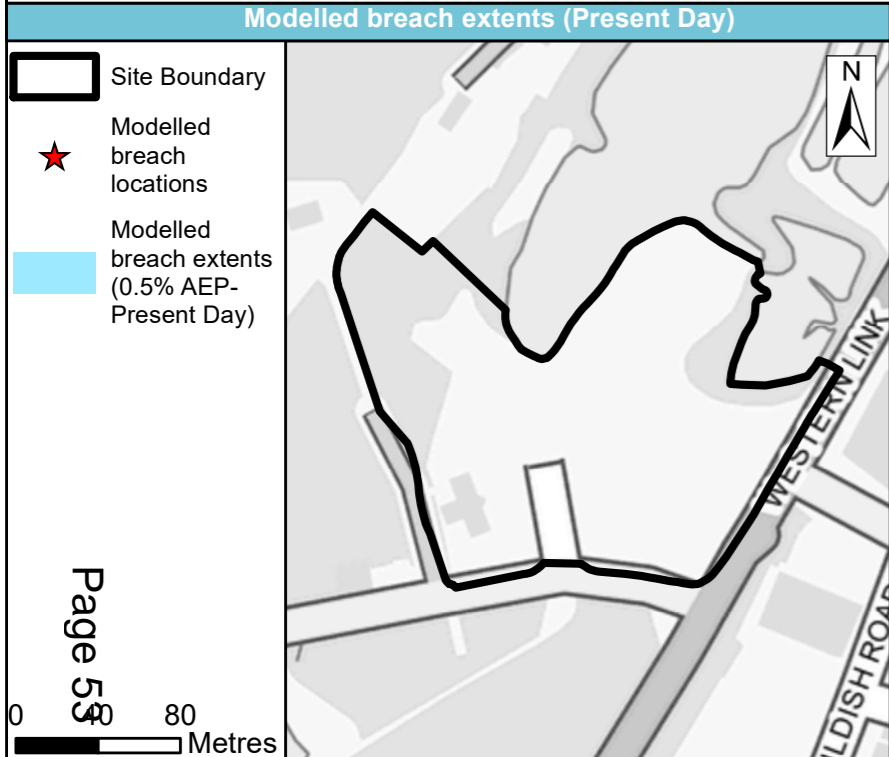 Modelled breach extents (Present Day)
Site Boundary
Modelled
breach
locations
Modelled
breach extents
(0.5% AEP-
Present Day)
N
WESTERN LINK
Page 53
0 40 80
Metres